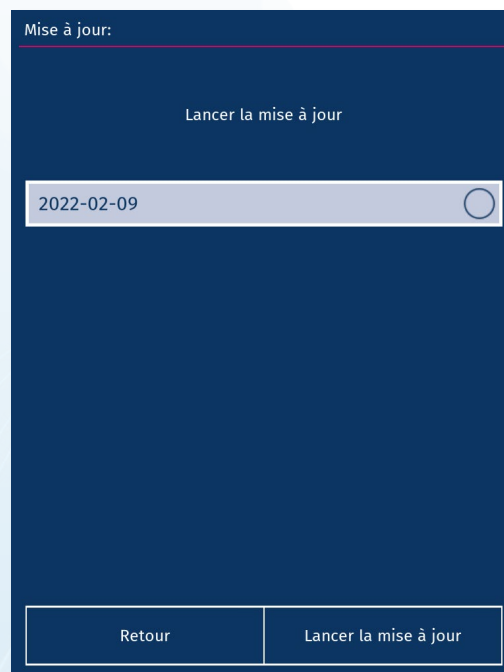 Mise à jour:
Lancer la mise à jour
2022-02-09
Retour
Lancer la mise à jour